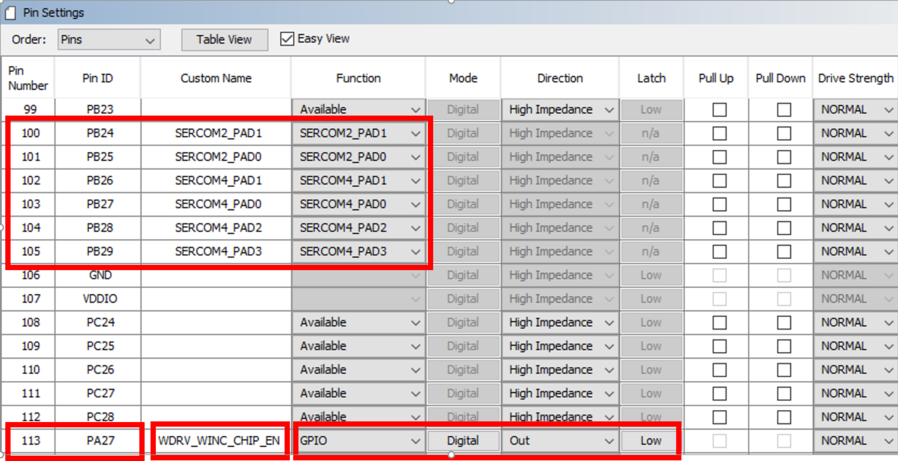 Pin Settings
Order: Pins Table View Easy View
Pin Number Pin ID Custom Name Function Mode Direction Latch Pull Up Pull Down Drive Strength
99 PB23 Available Digital High Impedance Low NORMAL
100 PB24 SERCOM2_PAD1 SERCOM2_PAD1 Digital High Impedance n/a NORMAL
101 PB25 SERCOM2_PAD0 SERCOM2_PAD0 Digital High Impedance n/a NORMAL
102 PB26 SERCOM4_PAD1 SERCOM4_PAD1 Digital High Impedance n/a NORMAL
103 PB27 SERCOM4_PAD0 SERCOM4_PAD0 Digital High Impedance n/a NORMAL
104 PB28 SERCOM4_PAD2 SERCOM4_PAD2 Digital High Impedance n/a NORMAL
105 PB29 SERCOM4_PAD3 SERCOM4_PAD3 Digital High Impedance n/a NORMAL
106 GND Digital High Impedance Low NORMAL
107 VDDIO Digital High Impedance Low NORMAL
108 PC24 Available Digital High Impedance Low NORMAL
109 PC25 Available Digital High Impedance Low NORMAL
110 PC26 Available Digital High Impedance Low NORMAL
111 PC27 Available Digital High Impedance Low NORMAL
112 PC28 Available Digital High Impedance Low NORMAL
113 PA27 WDRV_WINC_CHIP_EN GPIO Digital Out Low NORMAL